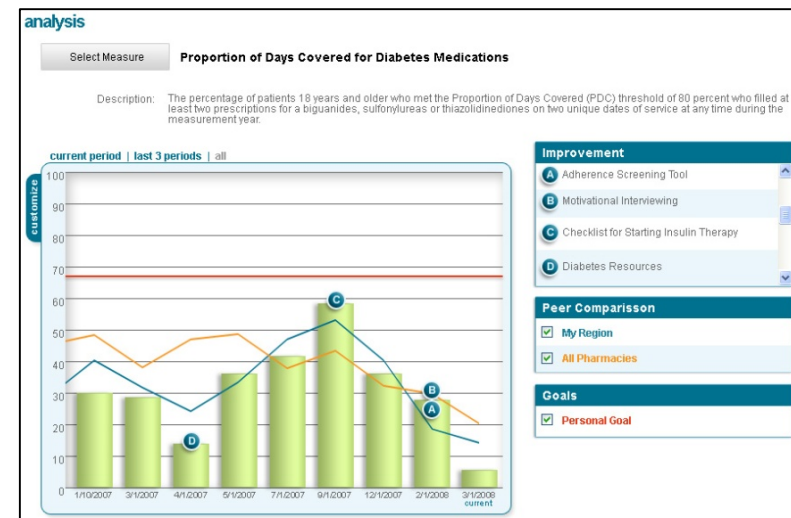 analysis
Select Measure
Proportion of Days Covered for Diabetes Medications
Description:
The percentage of patients 18 years and older who met the Proportion of Days Covered (PDC) threshold of 80 percent who filled at
least two prescriptions for a biguanides, sulfonylureas or thiazolidinediones on two unique dates of service at any time during the
measurement year.
current period | last 3 periods | all
customize
100
90
80
70
60
50
40
30
20
10
0
C
B
A
D
1/10/2007 3/1/2007 4/1/2007 5/1/2007 7/1/2007 9/1/2007 12/1/2007 2/1/2008 3/1/2008
current
Improvement
A Adherence Screening Tool
B Motivational Interviewing
C Checklist for Starting Insulin Therapy
D Diabetes Resources
Peer Comparisson
My Region
All Pharmacies
Goals
Personal Goal